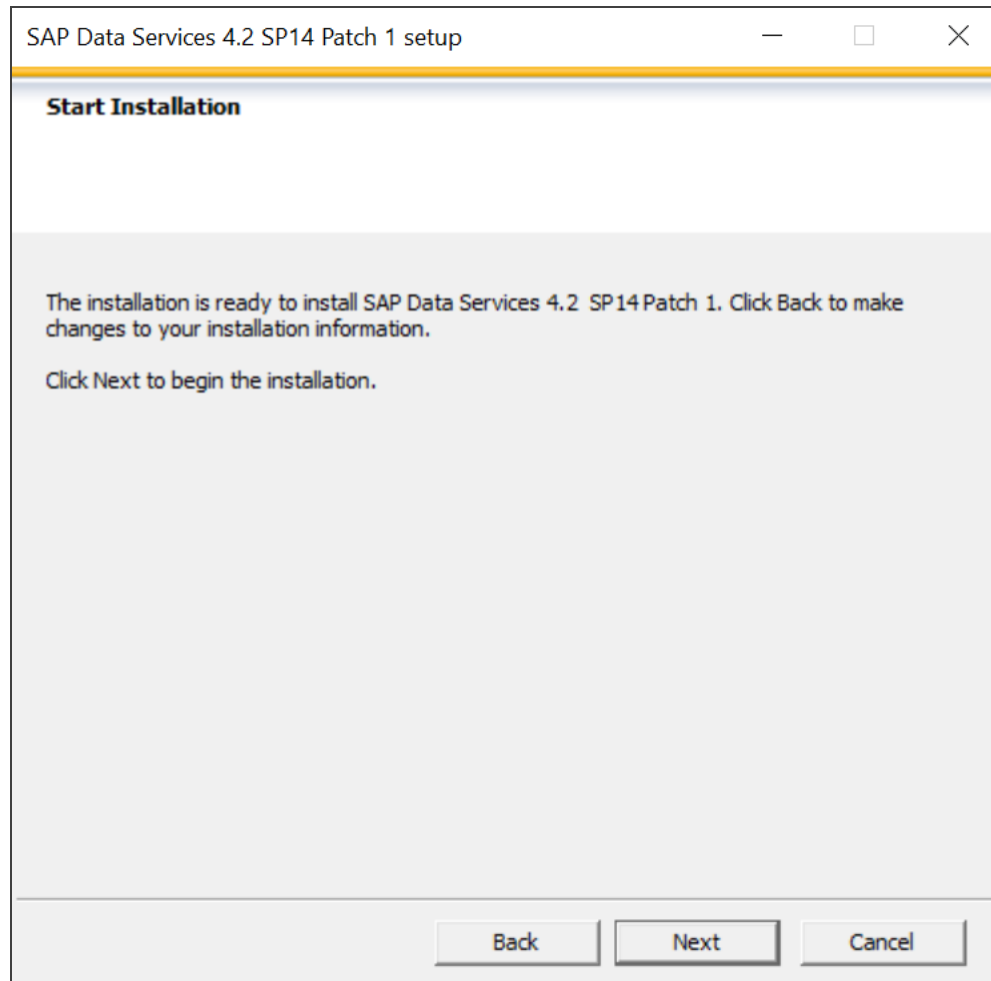 SAP Data Services 4.2 SP14 Patch 1 setup
Start Installation
The installation is ready to install SAP Data Services 4.2 SP14 Patch 1. Click Back to make
changes to your installation information.
Click Next to begin the installation.
Back Next Cancel